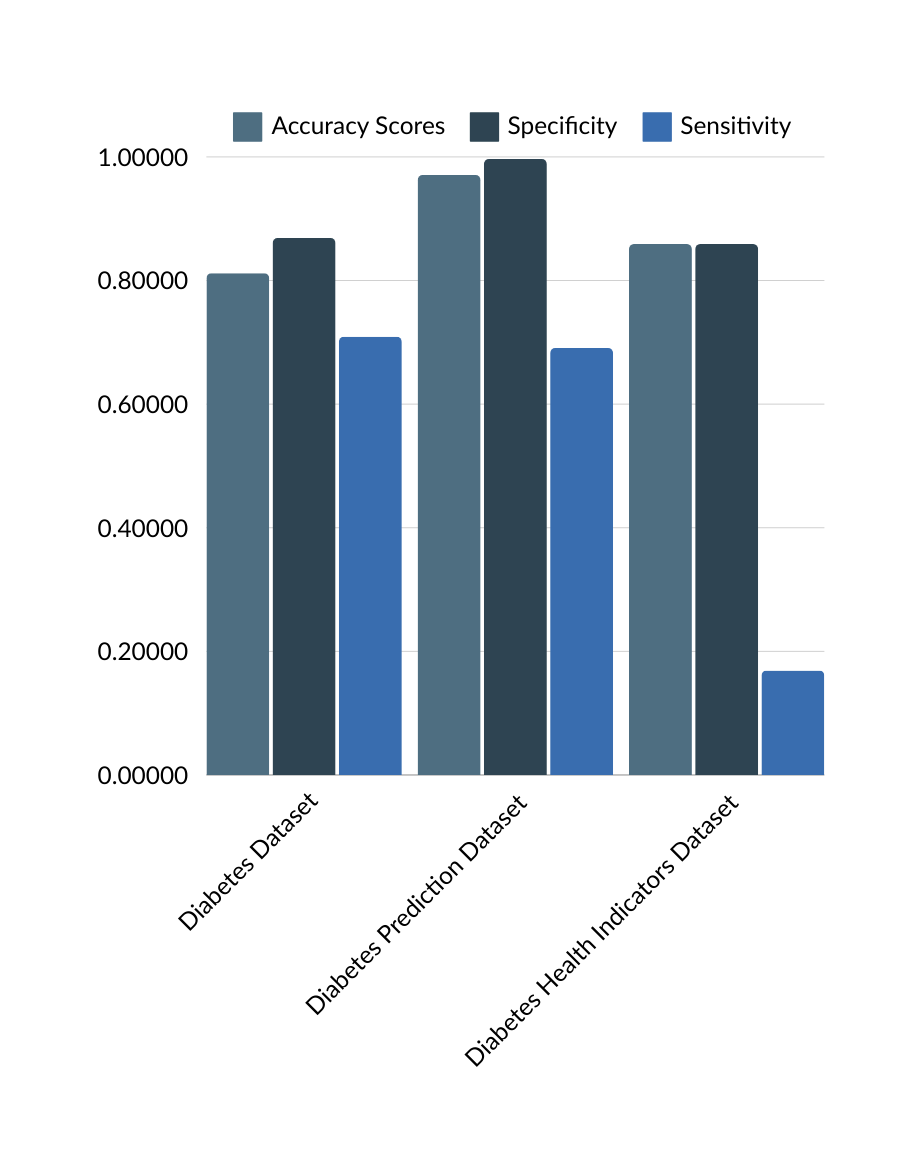 Accuracy Scores Specificity Sensitivity
1.00000
0.80000
0.60000
0.40000
0.20000
0.00000
Diabetes Dataset
Diabetes Prediction Dataset
Diabetes Health Indicators Dataset